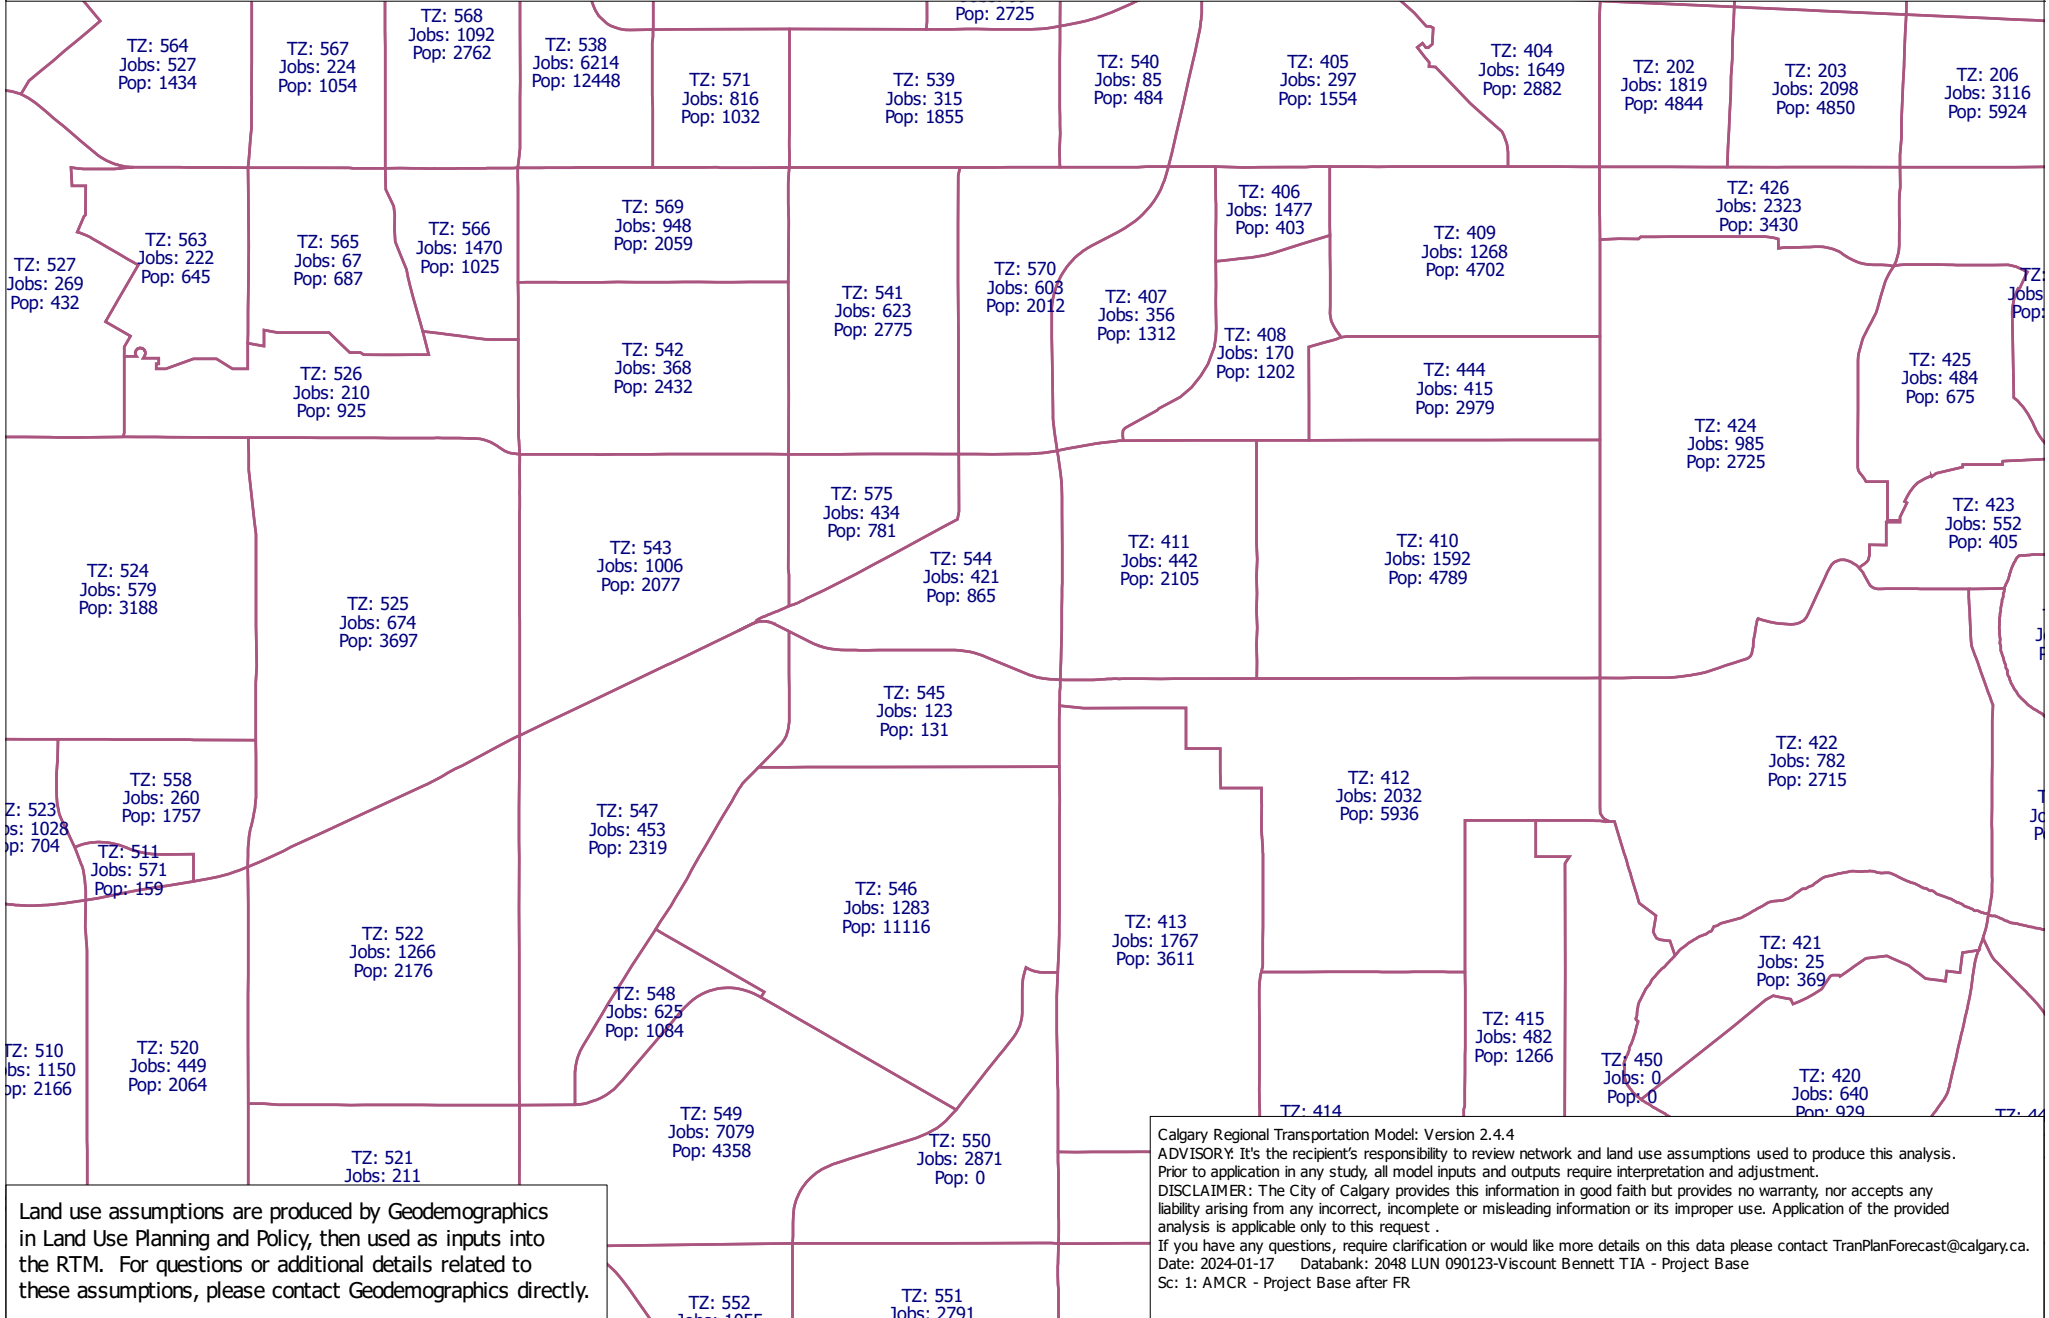 Pop: 2725
TZ: 568
Jobs: 1092
Pop: 2762
TZ: 564
Jobs: 527
Pop: 1434
TZ: 567
Jobs: 224
Pop: 1054
TZ: 538
Jobs: 6214
Pop: 12448
TZ: 571
Jobs: 816
Pop: 1032
TZ: 539
Jobs: 315
Pop: 1855
TZ: 540
Jobs: 85
Pop: 484
TZ: 405
Jobs: 297
Pop: 1554
TZ: 404
Jobs: 1649
Pop: 2882
TZ: 202
Jobs: 1819
Pop: 4844
TZ: 203
Jobs: 2098
Pop: 4850
TZ: 206
Jobs: 3116
Pop: 5924
TZ: 527
Jobs: 269
Pop: 432
TZ: 563
Jobs: 222
Pop: 645
TZ: 565
Jobs: 67
Pop: 687
TZ: 566
Jobs: 1470
Pop: 1025
TZ: 569
Jobs: 948
Pop: 2059
TZ: 541
Jobs: 623
Pop: 2775
TZ: 570
Jobs: 603
Pop: 2012
TZ: 407
Jobs: 356
Pop: 1312
TZ: 406
Jobs: 1477
Pop: 403
TZ: 409
Jobs: 1268
Pop: 4702
TZ: 426
Jobs: 2323
Pop: 3430
TZ:
Jobs
Pop:
TZ: 526
Jobs: 210
Pop: 925
TZ: 542
Jobs: 368
Pop: 2432
TZ: 408
Jobs: 170
Pop: 1202
TZ: 444
Jobs: 415
Pop: 2979
TZ: 424
Jobs: 985
Pop: 2725
TZ: 425
Jobs: 484
Pop: 675
TZ: 423
Jobs: 552
Pop: 405
TZ: 524
Jobs: 579
Pop: 3188
TZ: 525
Jobs: 674
Pop: 3697
TZ: 543
Jobs: 1006
Pop: 2077
TZ: 575
Jobs: 434
Pop: 781
TZ: 544
Jobs: 421
Pop: 865
TZ: 411
Jobs: 442
Pop: 2105
TZ: 410
Jobs: 1592
Pop: 4789
TZ: 545
Jobs: 123
Pop: 131
TZ: 412
Jobs: 2032
Pop: 5936
TZ: 422
Jobs: 782
Pop: 2715
Z: 523
bs: 1028
op: 704
TZ: 558
Jobs: 260
Pop: 1757
TZ: 511
Jobs: 571
Pop: 159
TZ: 547
Jobs: 453
Pop: 2319
TZ: 546
Jobs: 1283
Pop: 11116
TZ: 413
Jobs: 1767
Pop: 3611
TZ: 522
Jobs: 1266
Pop: 2176
TZ: 548
Jobs: 625
Pop: 1084
TZ: 421
Jobs: 25
Pop: 369
TZ: 510
obs: 1150
op: 2166
TZ: 520
Jobs: 449
Pop: 2064
TZ: 415
Jobs: 482
Pop: 1266
TZ: 450
Jobs: 0
Pop: 0
TZ: 420
Jobs: 640
Pop: 929
TZ: 549
Jobs: 7079
Pop: 4358
TZ: 550
Jobs: 2871
Pop: 0
TZ: 414
TZ: 44
TZ: 521
Jobs: 211
TZ: 552
Jobs: 1055
TZ: 551
Jobs: 2791
Land use assumptions are produced by Geodemographics
in Land Use Planning and Policy, then used as inputs into
the RTM. For questions or additional details related to
these assumptions, please contact Geodemographics directly.
Calgary Regional Transportation Model: Version 2.4.4
ADVISORY: It's the recipient's responsibility to review network and land use assumptions used to produce this analysis.
Prior to application in any study, all model inputs and outputs require interpretation and adjustment.
DISCLAIMER: The City of Calgary provides this information in good faith but provides no warranty, nor accepts any
liability arising from any incorrect, incomplete or misleading information or its improper use. Application of the provided
analysis is applicable only to this request .
If you have any questions, require clarification or would like more details on this data please contact TranPlanForecast@calgary.ca.
Date: 2024-01-17 Databank: 2048 LUN 090123-Viscount Bennett TIA - Project Base
Sc: 1: AMCR - Project Base after FR